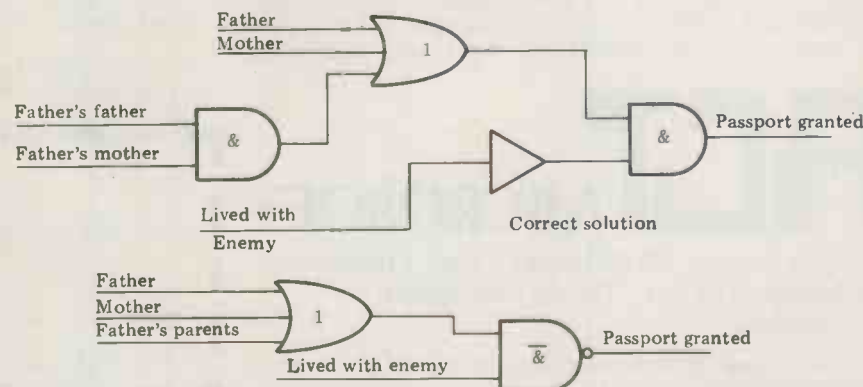 Father
Mother
1
Father's father
&
Father's mother
&
Passport granted
Lived with
Enemy
Correct solution
Father
Mother
1
Father's parents
Lived with enemy
&
Passport granted